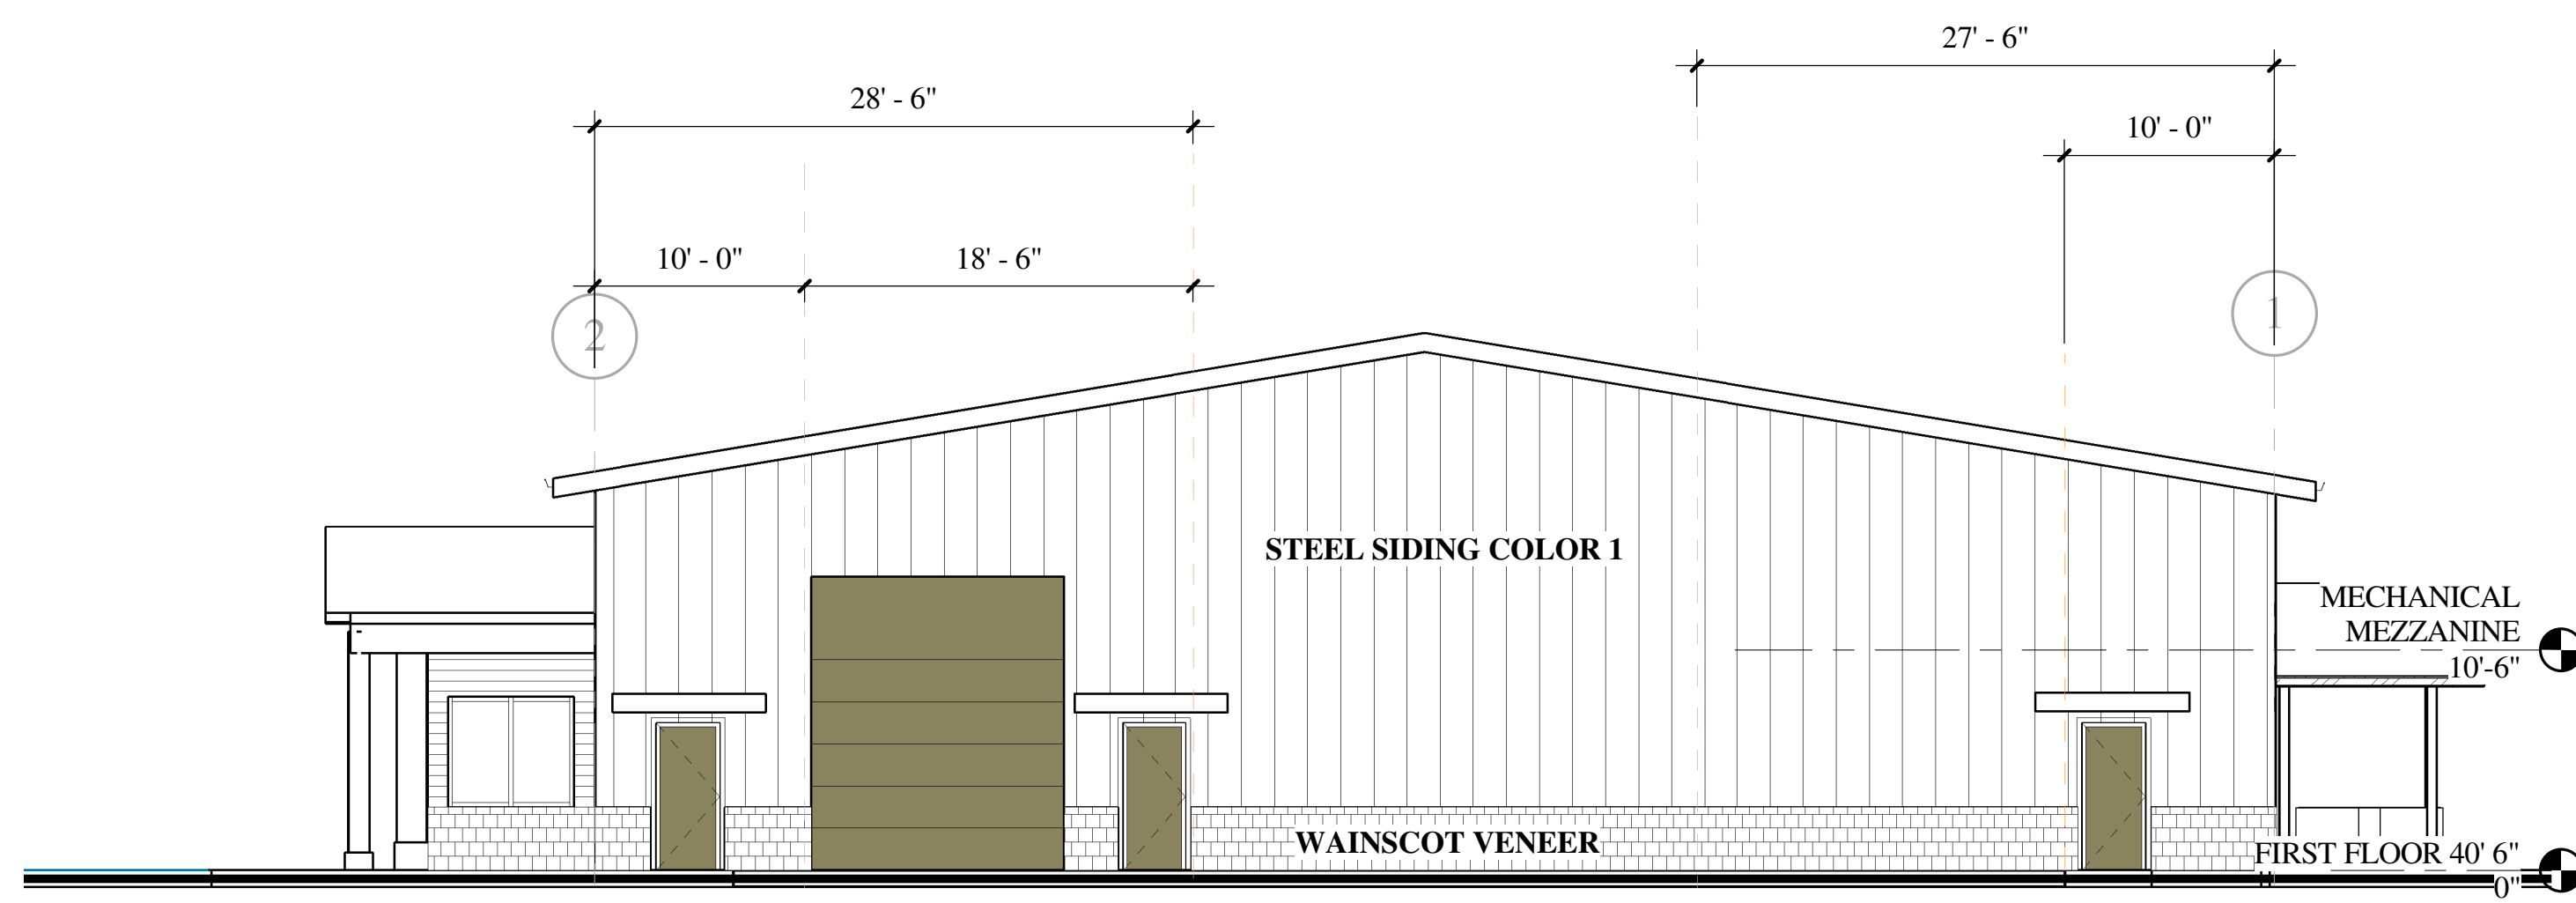 27' - 6"
28' - 6"
10' - 0"
10' - 0"
18' - 6"
2
1
STEEL SIDING COLOR 1
MECHANICAL
MEZZANINE
10'-6"
WAINSCOT VENEER
FIRST FLOOR 40' 6"
0"